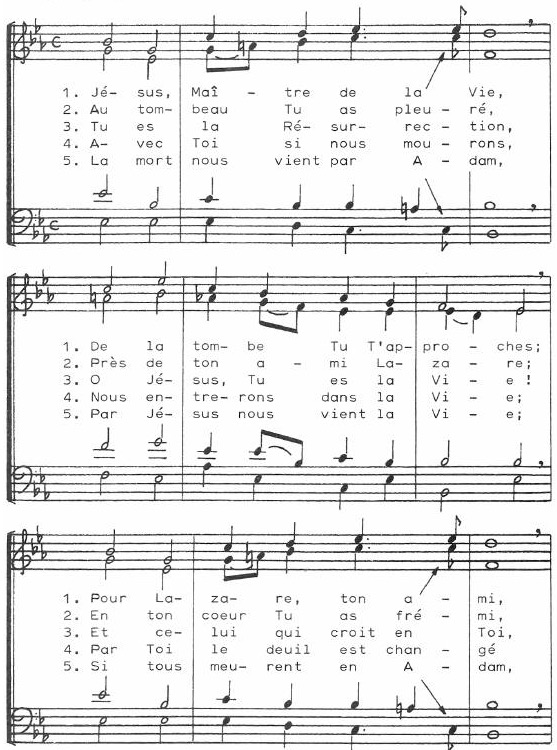 1. Jé- sus, Maî - tre de la Vie,
2. Au tom- beau Tu as pleu- ré,
3. Tu es la Ré- sur- rec - tion,
4. A- vec Toi si nous mou- rons,
5. La mort nous vient par A - dam,
1. De la tom- be Tu T'ap- pro - ches;
2. Près de ton a - mi La- za - re;
3. O Jé- sus, Tu es la Vi - e !
4. Nous en- tre- rons dans la Vi - e;
5. Par Jé- sus nous vient la Vi - e;
1. Pour La- za- re, ton a - mi,
2. En ton coeur Tu as fré - mi,
3. Et ce- lui qui croit en Toi,
4. Par Toi le deuil est chan- gé
5. Si tous meu- rent en A - dam,